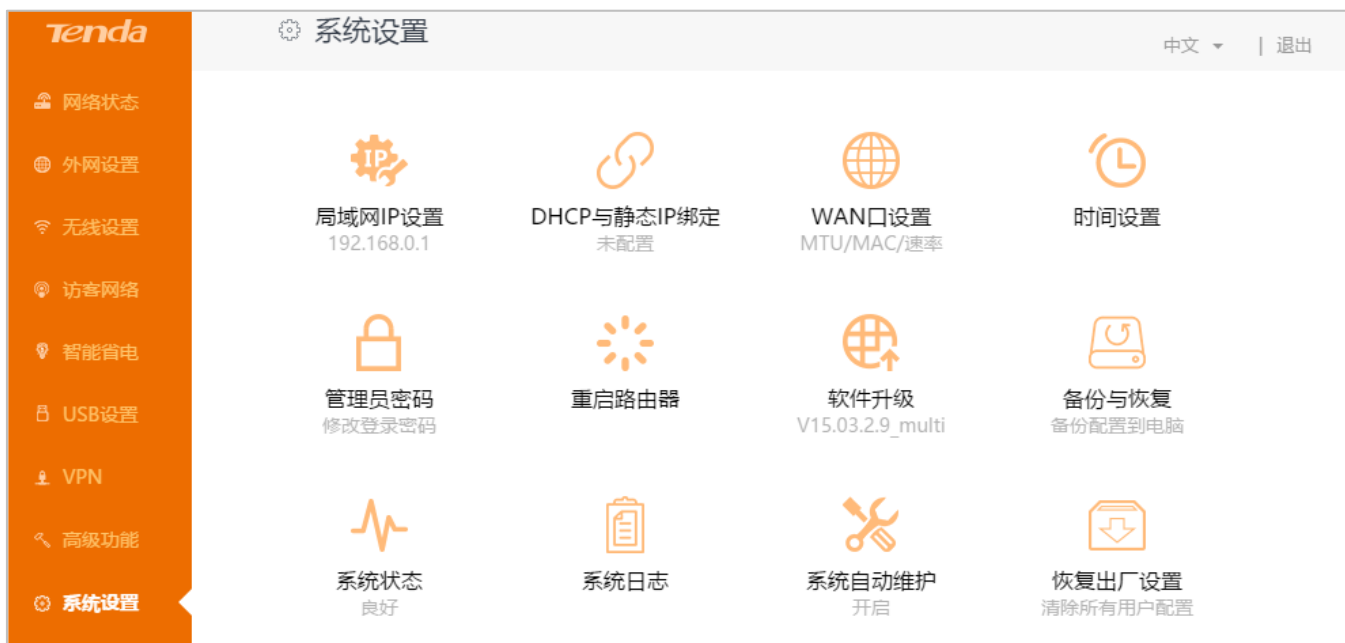 Tenda
系统设置
中文 | 退出
网络状态
外网设置
无线设置
访客网络
智能省电
USB设置
VPN
高级功能
系统设置
IP
局域网IP设置
192.168.0.1
DHCP与静态IP绑定
未配置
WAN口设置
MTU/MAC/速率
时间设置
管理员密码
修改登录密码
重启路由器
软件升级
V15.03.2.9_multi
备份与恢复
备份配置到电脑
系统状态
良好
系统日志
系统自动维护
开启
恢复出厂设置
清除所有用户配置